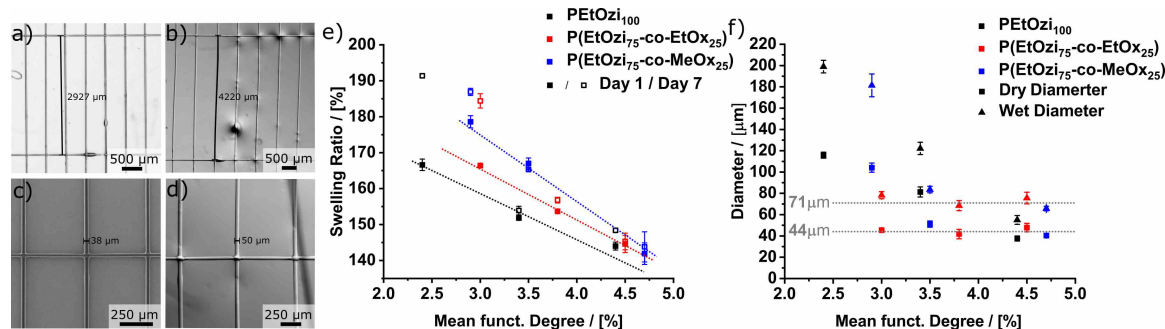 a)
2927 µm
500 µm
b)
4220 µm
500 µm
c)
38 µm
250 µm
d)
50 µm
250 µm
e)
PEtOzi₁₀₀
P(EtOzi₇₅-co-EtOx₂₅)
P(EtOzi₇₅-co-MeOx₂₅)
/ Day 1 / Day 7
Swelling Ratio / [%]
200
190
180
170
160
150
140
2.0 2.5 3.0 3.5 4.0 4.5 5.0
Mean funct. Degree / [%]
f)
PEtOzi₁₀₀
P(EtOzi₇₅-co-EtOx₂₅)
P(EtOzi₇₅-co-MeOx₂₅)
Dry Diamerter
Wet Diameter
Diameter / [µm]
220
200
180
160
140
120
100
80
60
40
20
0
71µm
44µm
2.0 2.5 3.0 3.5 4.0 4.5 5.0
Mean funct. Degree / [%]